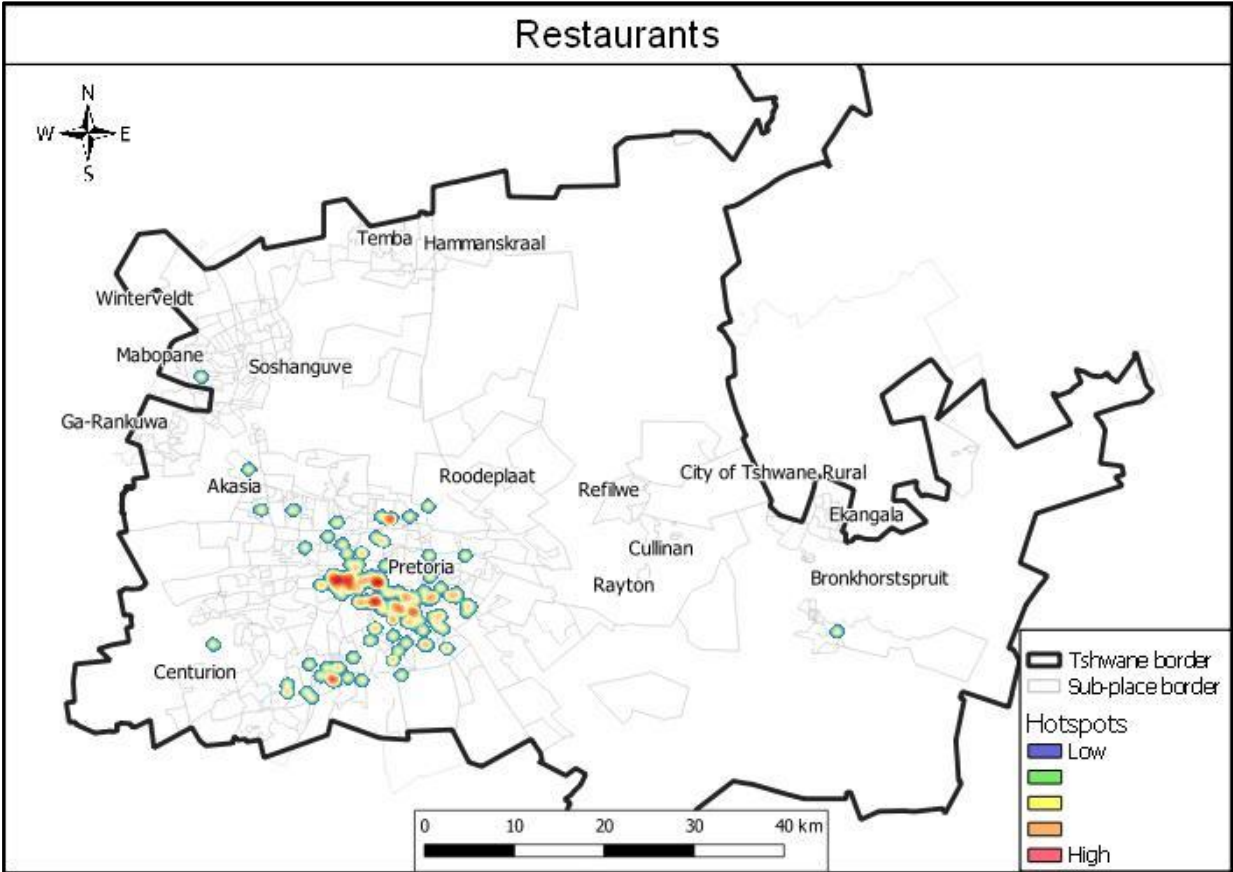 Restaurants
N
W E
S
Temba Hammanskraal
Winterveldt
Mabopane
Soshanguve
Ga-Rankuwa
Akasia
Roodeplaat
Refilwe
City of Tshwane Rural
Ekangala
Cullinan
Pretoria
Rayton
Bronkhorstspruit
Centurion
Tshwane border
Sub-place border
Hotspots
Low
High
0 10 20 30 40 km